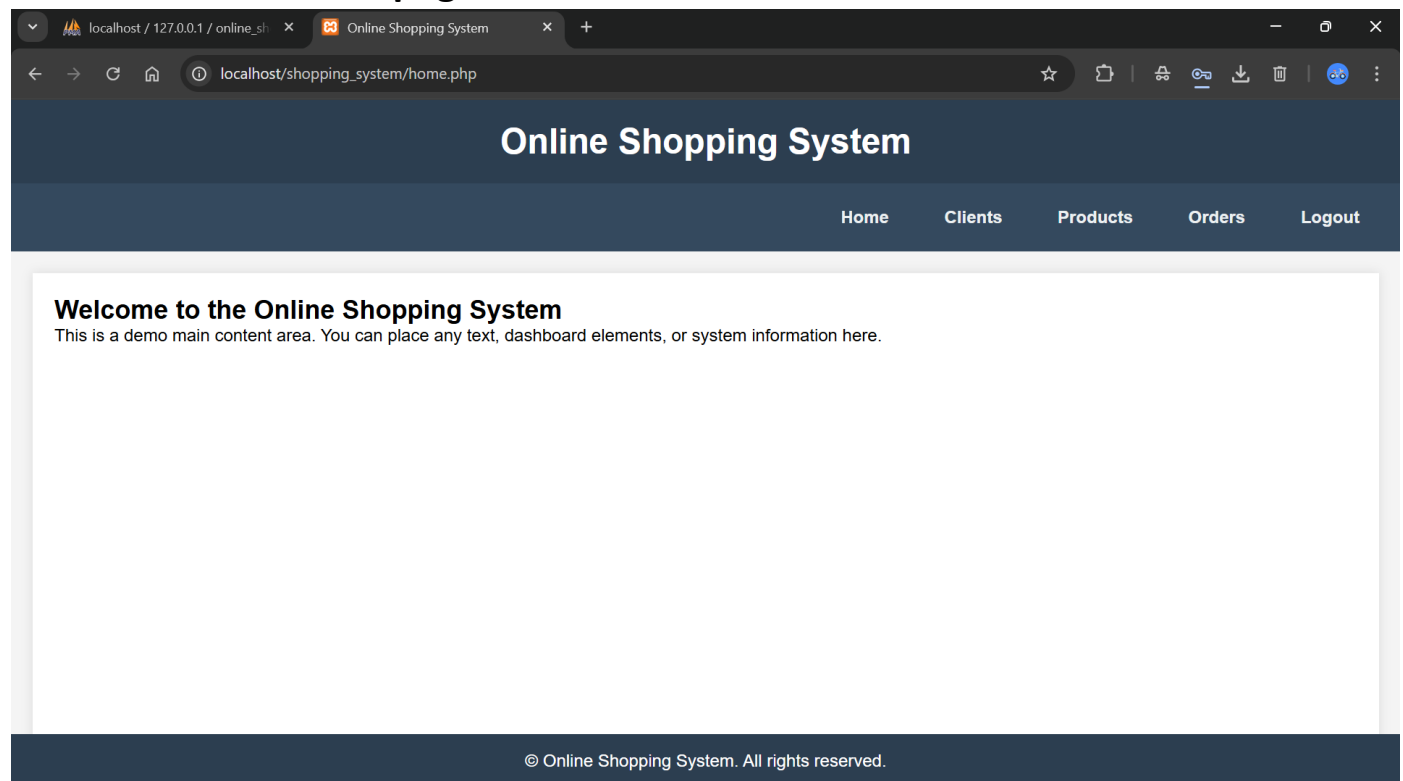 localhost / 127.0.0.1 / online_sh
Online Shopping System
localhost/shopping_system/home.php
Online Shopping System
Home Clients Products Orders Logout
Welcome to the Online Shopping System
This is a demo main content area. You can place any text, dashboard elements, or system information here.
© Online Shopping System. All rights reserved.